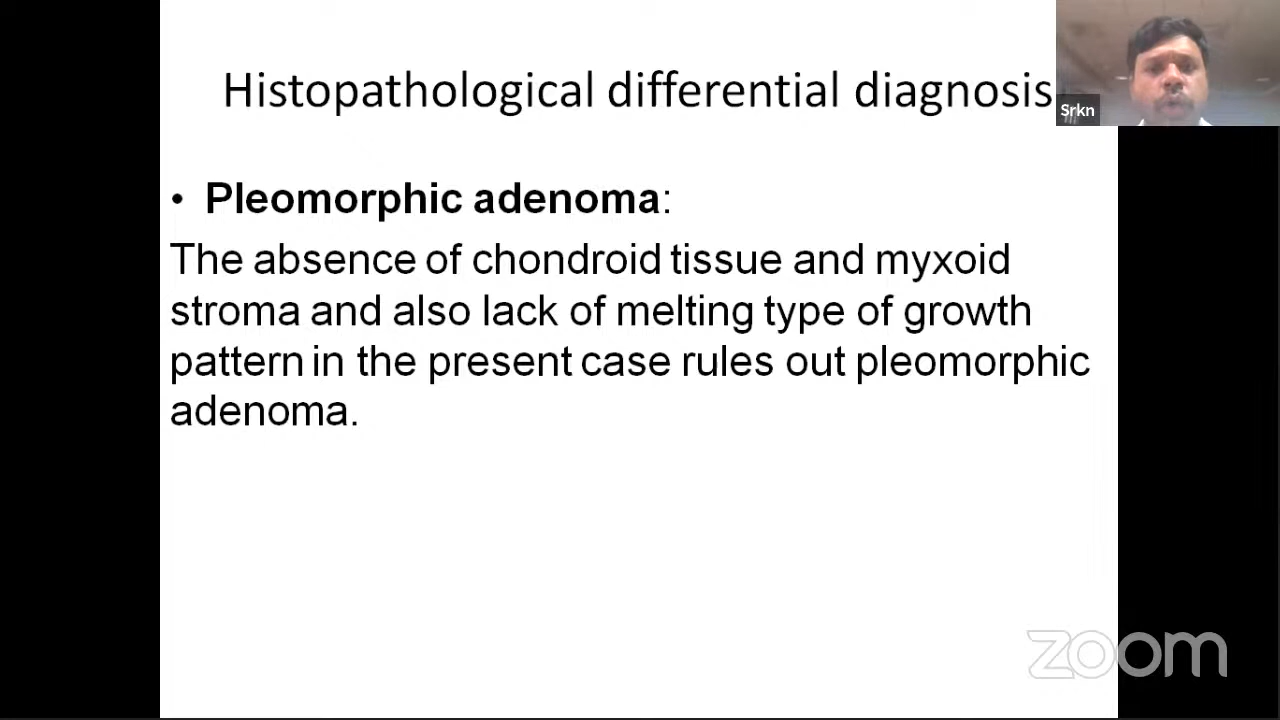 Histopathological differential diagnosis
Srkn
• Pleomorphic adenoma:
The absence of chondroid tissue and myxoid
stroma and also lack of melting type of growth
pattern in the present case rules out pleomorphic
adenoma.
zoom